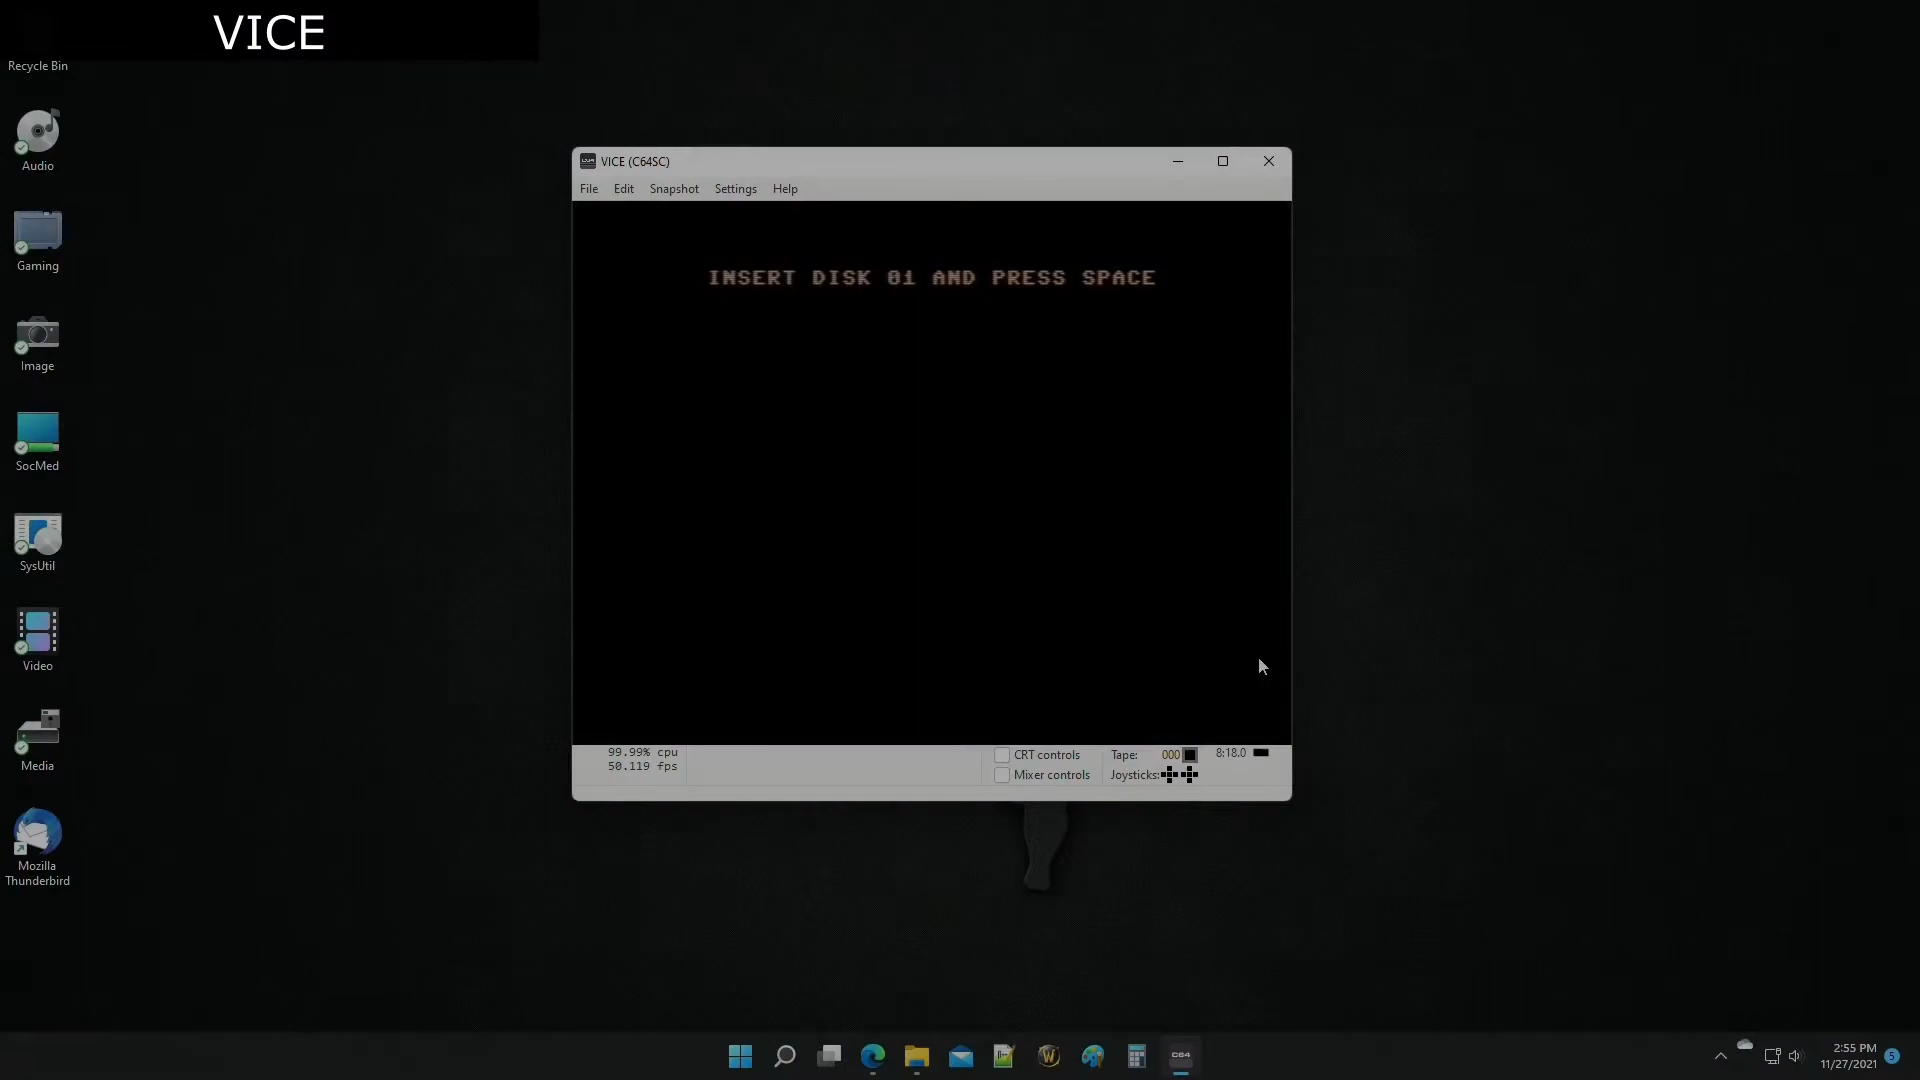 VICE
Recycle Bin
Audio
Gaming
Image
SocMed
SysUtil
Video
Media
Mozilla
Thunderbird
VICE (C64SC)
File Edit Snapshot Settings Help
INSERT DISK 01 AND PRESS SPACE
99.99% cpu
50.119 fps
CRT controls
Mixer controls
Tape: 000
Joysticks:
8:18.0
C64
2:55 PM
11/27/2021
5